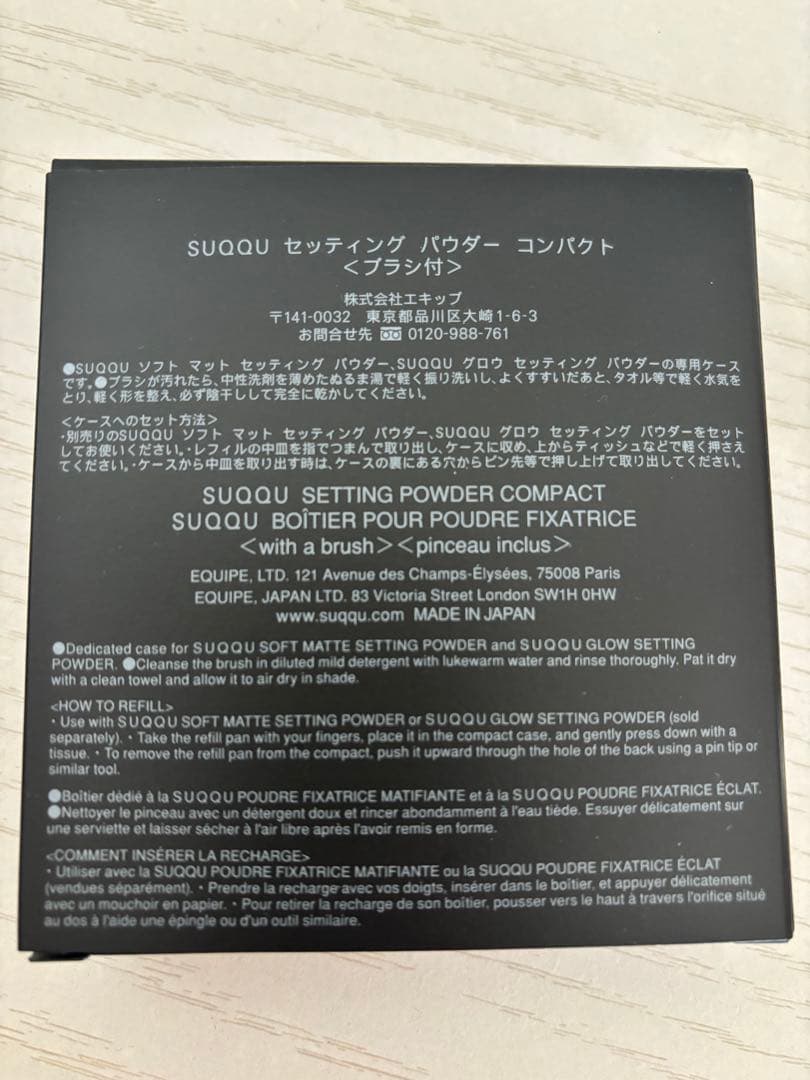 SUQQU セッティング パウダー コンパクト
＜ブラシ付＞
株式会社エキップ
〒141-0032　東京都品川区大崎1-6-3
お問合せ先 0120-988-761
●SUQQU ソフト マット セッティング パウダー、SUQQU グロウ セッティング パウダーの専用ケース
です。●ブラシが汚れたら、中性洗剤を薄めたぬるま湯で軽く振り洗いし、よくすすいだあと、タオル等で軽く水気を
とり、軽く形を整え、必ず陰干しして完全に乾かしてください。
＜ケースへのセット方法＞
・別売りのSUQQU ソフト マット セッティング パウダー、SUQQU グロウ セッティング パウダーをセット
してお使いください。・レフィルの中皿を指でつまんで取り出し、ケースに収め、上からティッシュなどで軽く押さえ
てください。・ケースから中皿を取り出す時は、ケースの裏にある穴からピン先等で押し上げて取り出してください。
SUQQU SETTING POWDER COMPACT
SUQQU BOÎTIER POUR POUDRE FIXATRICE
＜with a brush＞＜pinceau inclus＞
EQUIPE, LTD. 121 Avenue des Champs-Élysées, 75008 Paris
EQUIPE, JAPAN LTD. 83 Victoria Street London SW1H 0HW
www.suqqu.com MADE IN JAPAN
●Dedicated case for SUQQU SOFT MATTE SETTING POWDER and SUQQU GLOW SETTING
POWDER. ●Cleanse the brush in diluted mild detergent with lukewarm water and rinse thoroughly. Pat it dry
with a clean towel and allow it to air dry in shade.
<HOW TO REFILL>
・Use with SUQQU SOFT MATTE SETTING POWDER or SUQQU GLOW SETTING POWDER (sold
separately).・Take the refill pan with your fingers, place it in the compact case, and gently press down with a
tissue.・To remove the refill pan from the compact, push it upward through the hole of the back using a pin tip or
similar tool.
●Boîtier dédié à la SUQQU POUDRE FIXATRICE MATIFIANTE et à la SUQQU POUDRE FIXATRICE ÉCLAT.
●Nettoyer le pinceau avec un détergent doux et rincer abondamment à l'eau tiède. Essuyer délicatement sur
une serviette et laisser sécher à l'air libre après l'avoir remis en forme.
<COMMENT INSÉRER LA RECHARGE>
・Utiliser avec la SUQQU POUDRE FIXATRICE MATIFIANTE ou la SUQQU POUDRE FIXATRICE ÉCLAT
(vendues séparément).・Prendre la recharge avec vos doigts, insérer dans le boîtier, et appuyer délicatement
avec un mouchoir en papier.・Pour retirer la recharge de son boîtier, pousser vers le haut à travers l'orifice situé
au dos à l'aide une épingle ou d'un outil similaire.